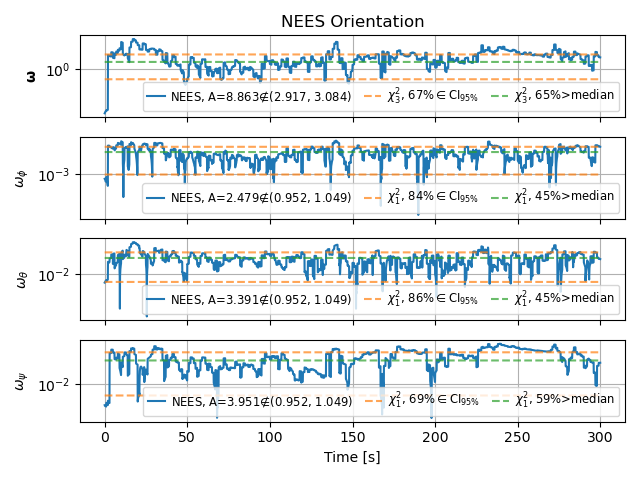 NEES Orientation
ω
10⁰
NEES, A=8.863∉(2.917, 3.084)
χ²₃, 67%∈CI₉₅%
χ²₃, 65%>median
ω_ϕ
10⁻³
NEES, A=2.479∉(0.952, 1.049)
χ²₁, 84%∈CI₉₅%
χ²₁, 45%>median
ω_θ
10⁻²
NEES, A=3.391∉(0.952, 1.049)
χ²₁, 86%∈CI₉₅%
χ²₁, 45%>median
ω_ψ
10⁻²
NEES, A=3.951∉(0.952, 1.049)
χ²₁, 69%∈CI₉₅%
χ²₁, 59%>median
0 50 100 150 200 250 300
Time [s]